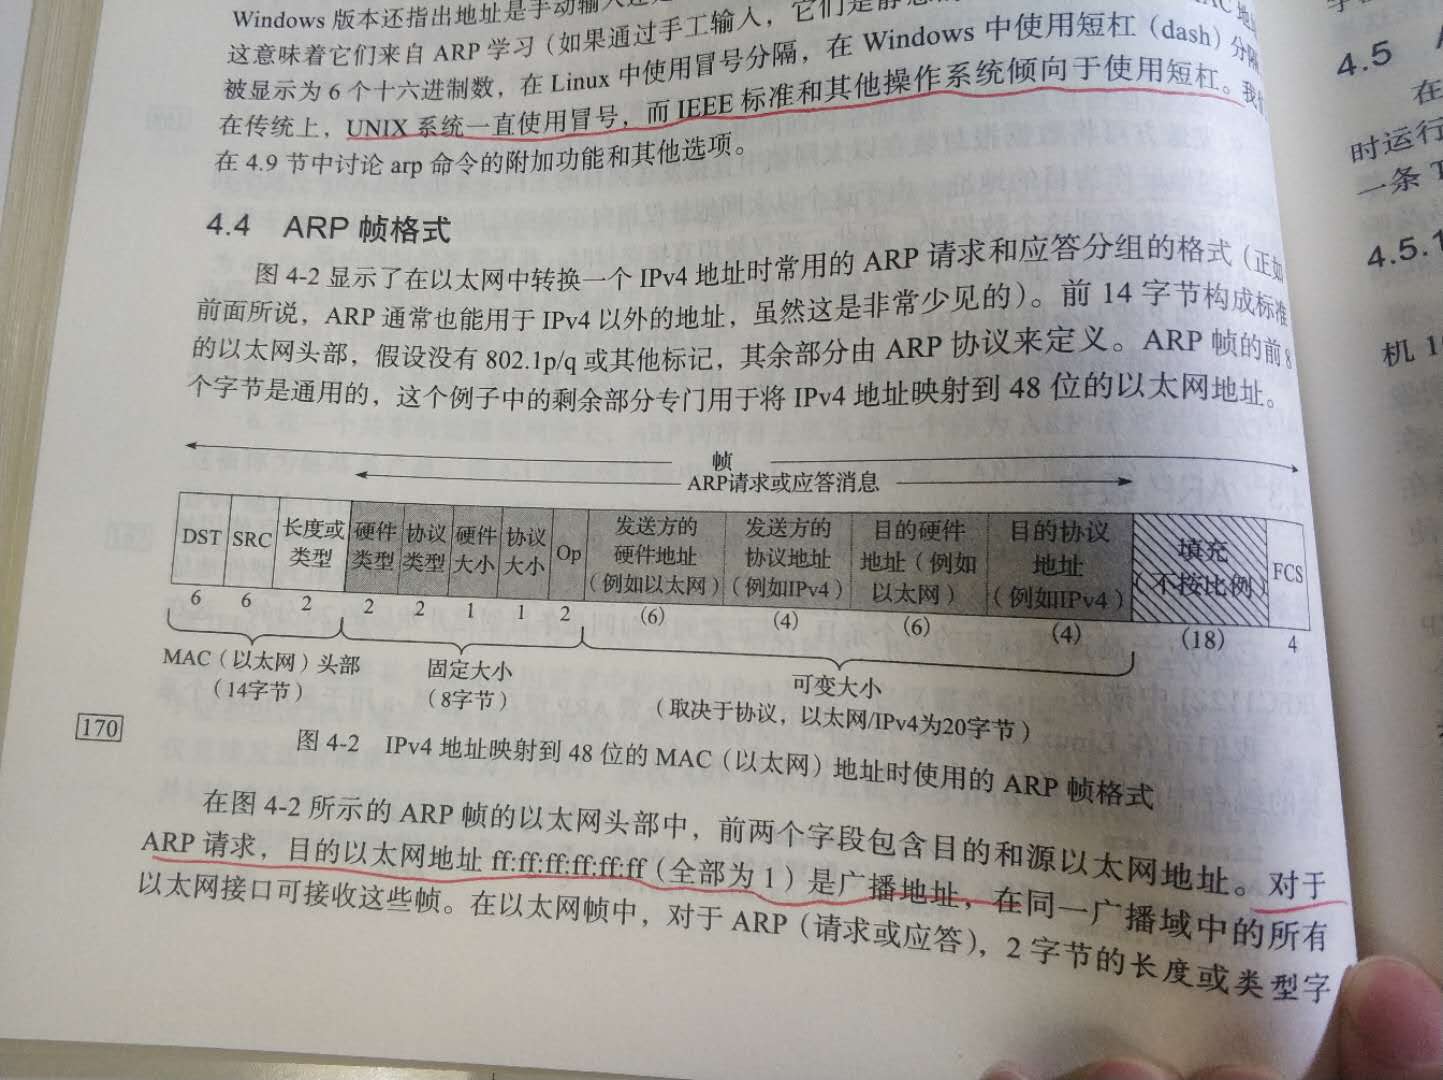 Windows 版本还指出地址是手动输入还是
这意味着它们来自 ARP 学习（如果通过手工输入，它们是静态
被显示为 6 个十六进制数，在 Linux 中使用冒号分隔，在 Windows 中使用短杠（dash）分隔
在传统上，UNIX 系统一直使用冒号，而 IEEE 标准和其他操作系统倾向于使用短杠。我们
在 4.9 节中讨论 arp 命令的附加功能和其他选项。
4.4 ARP 帧格式
图 4-2 显示了在以太网中转换一个 IPv4 地址时常用的 ARP 请求和应答分组的格式（正如
前面所说，ARP 通常也能用于 IPv4 以外的地址，虽然这是非常少见的）。前 14 字节构成标准
的以太网头部，假设没有 802.1p/q 或其他标记，其余部分由 ARP 协议来定义。ARP 帧的前 8
个字节是通用的，这个例子中的剩余部分专门用于将 IPv4 地址映射到 48 位的以太网地址。
帧
ARP请求或应答消息
DST SRC 长度或类型 硬件类型 协议类型 硬件大小 协议大小 Op 发送方的硬件地址（例如以太网） 发送方的协议地址（例如IPv4） 目的硬件地址（例如以太网） 目的协议地址（例如IPv4） 填充（不按比例） FCS
6 6 2 2 2 1 1 2 (6) (4) (6) (4) (18) 4
MAC（以太网）头部（14字节） 固定大小（8字节） 可变大小（取决于协议，以太网/IPv4为20字节）
170
图 4-2 IPv4 地址映射到 48 位的 MAC（以太网）地址时使用的 ARP 帧格式
在图 4-2 所示的 ARP 帧的以太网头部中，前两个字段包含目的和源以太网地址。对于
ARP 请求，目的以太网地址 ff:ff:ff:ff:ff:ff（全部为 1）是广播地址，在同一广播域中的所有
以太网接口可接收这些帧。在以太网帧中，对于 ARP（请求或应答），2 字节的长度或类型字
4.5
在
时运行
一条
4.5.1
机